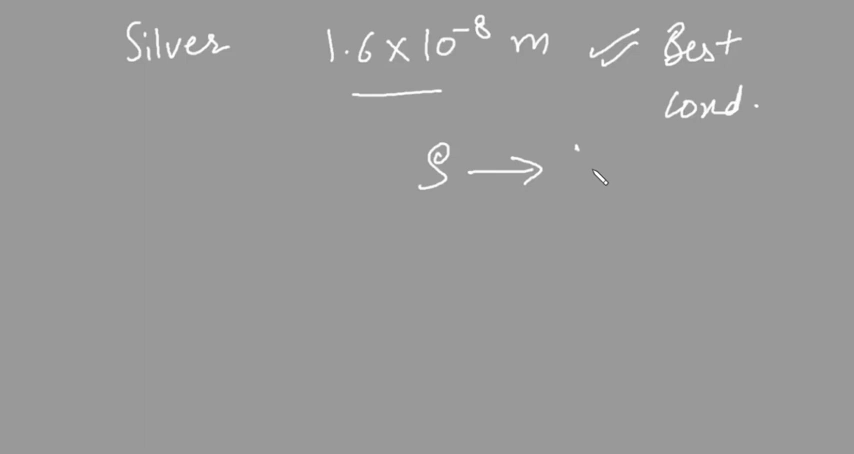 Silver 1.6 × 10⁻⁸ m ✓ Best
cond.
ρ →